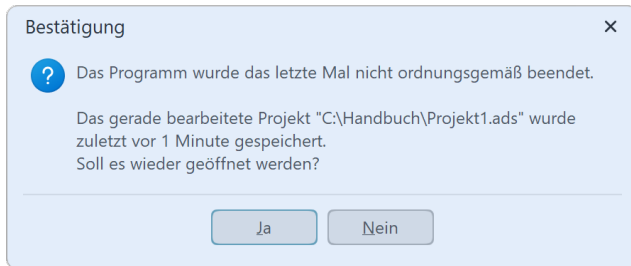 Bestätigung
Das Programm wurde das letzte Mal nicht ordnungsgemäß beendet.
Das gerade bearbeitete Projekt "C:\Handbuch\Projekt1.ads" wurde
zuletzt vor 1 Minute gespeichert.
Soll es wieder geöffnet werden?
Ja
Nein